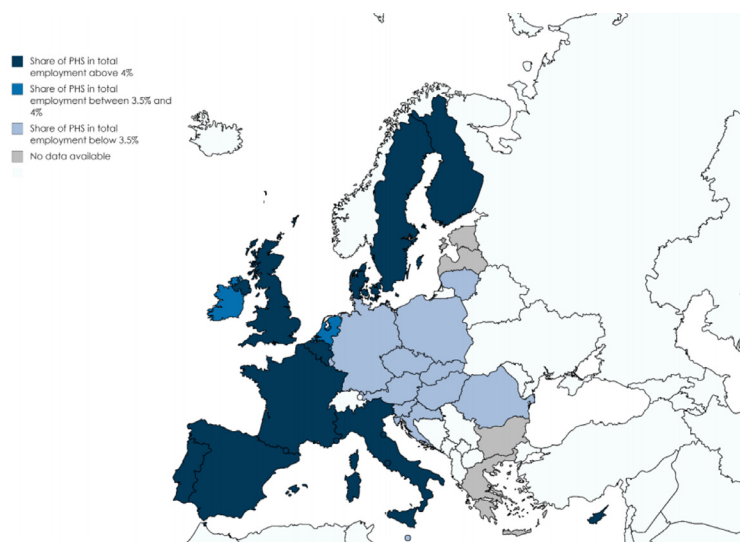 Share of PHS in total
employment above 4%
Share of PHS in total
employment between 3.5% and
4%
Share of PHS in total
employment below 3.5%
No data available